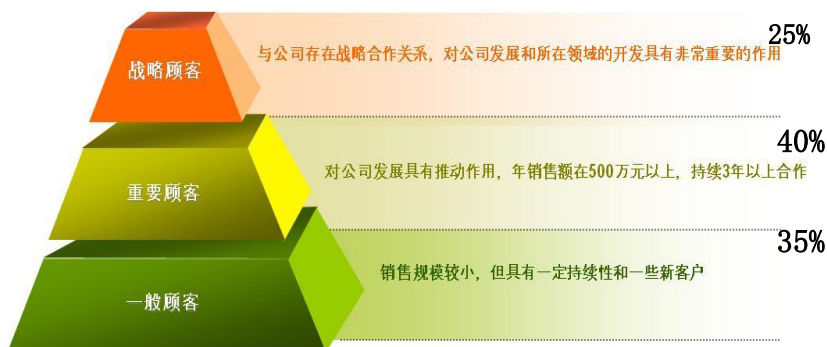 25%
战略顾客
与公司存在战略合作关系，对公司发展和所在领域的开发具有非常重要的作用
40%
重要顾客
对公司发展具有推动作用，年销售额在500万元以上，持续3年以上合作
35%
一般顾客
销售规模较小，但具有一定持续性和一些新客户